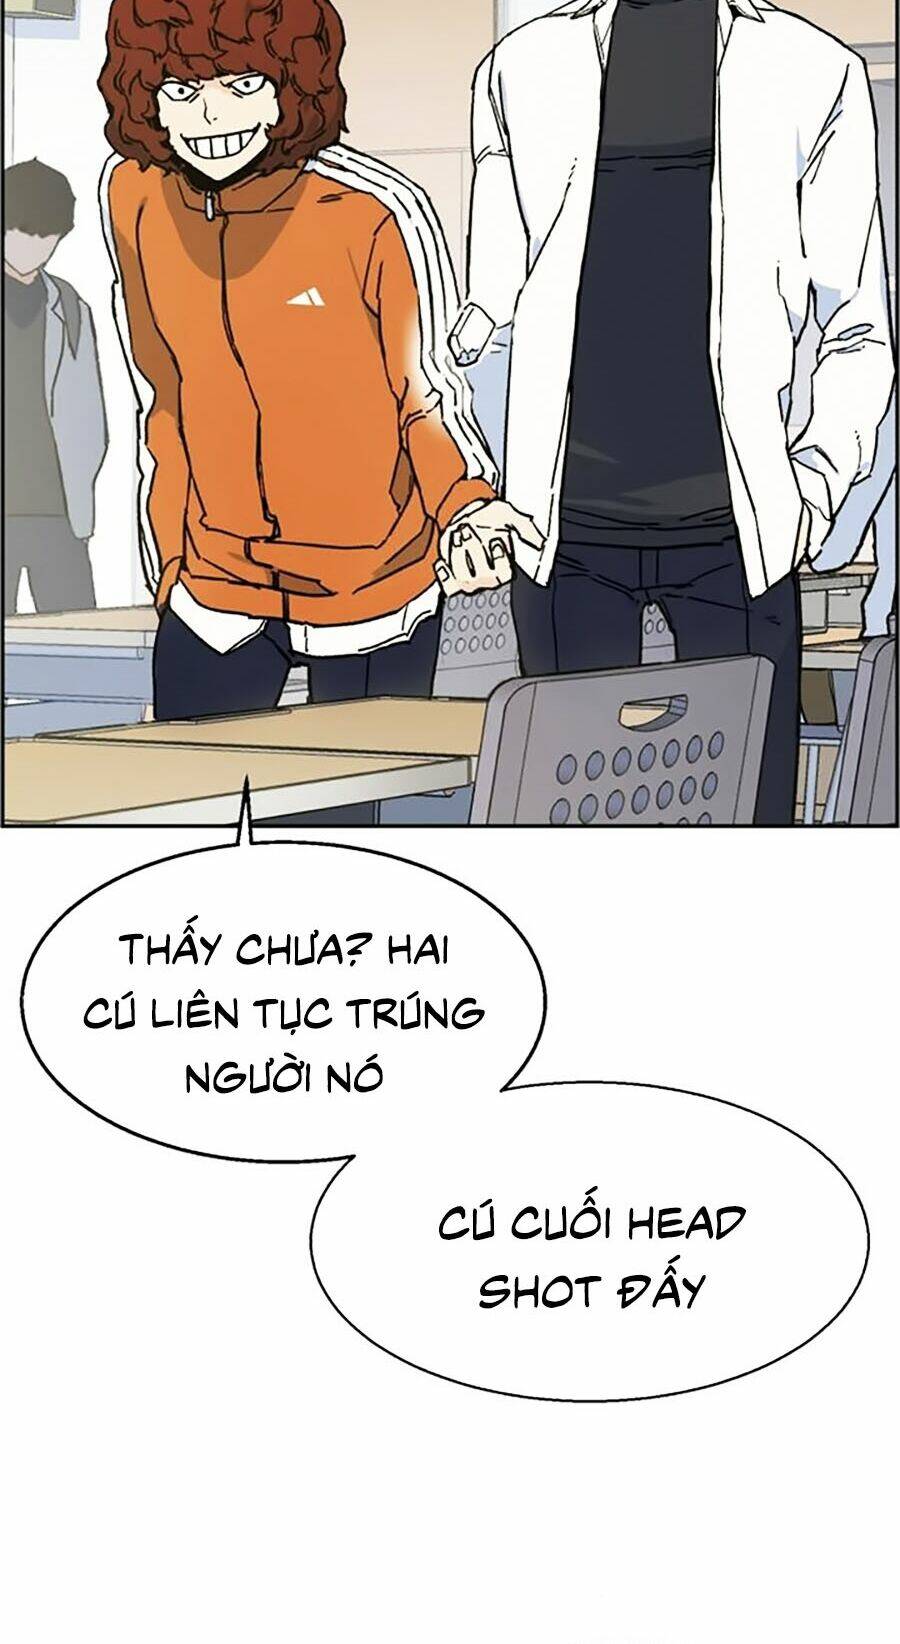 THẤY CHƯA? HAI
CÚ LIÊN TỤC TRÚNG
NGƯỜI NÓ
CÚ CUỐI HEAD
SHOT ĐẤY